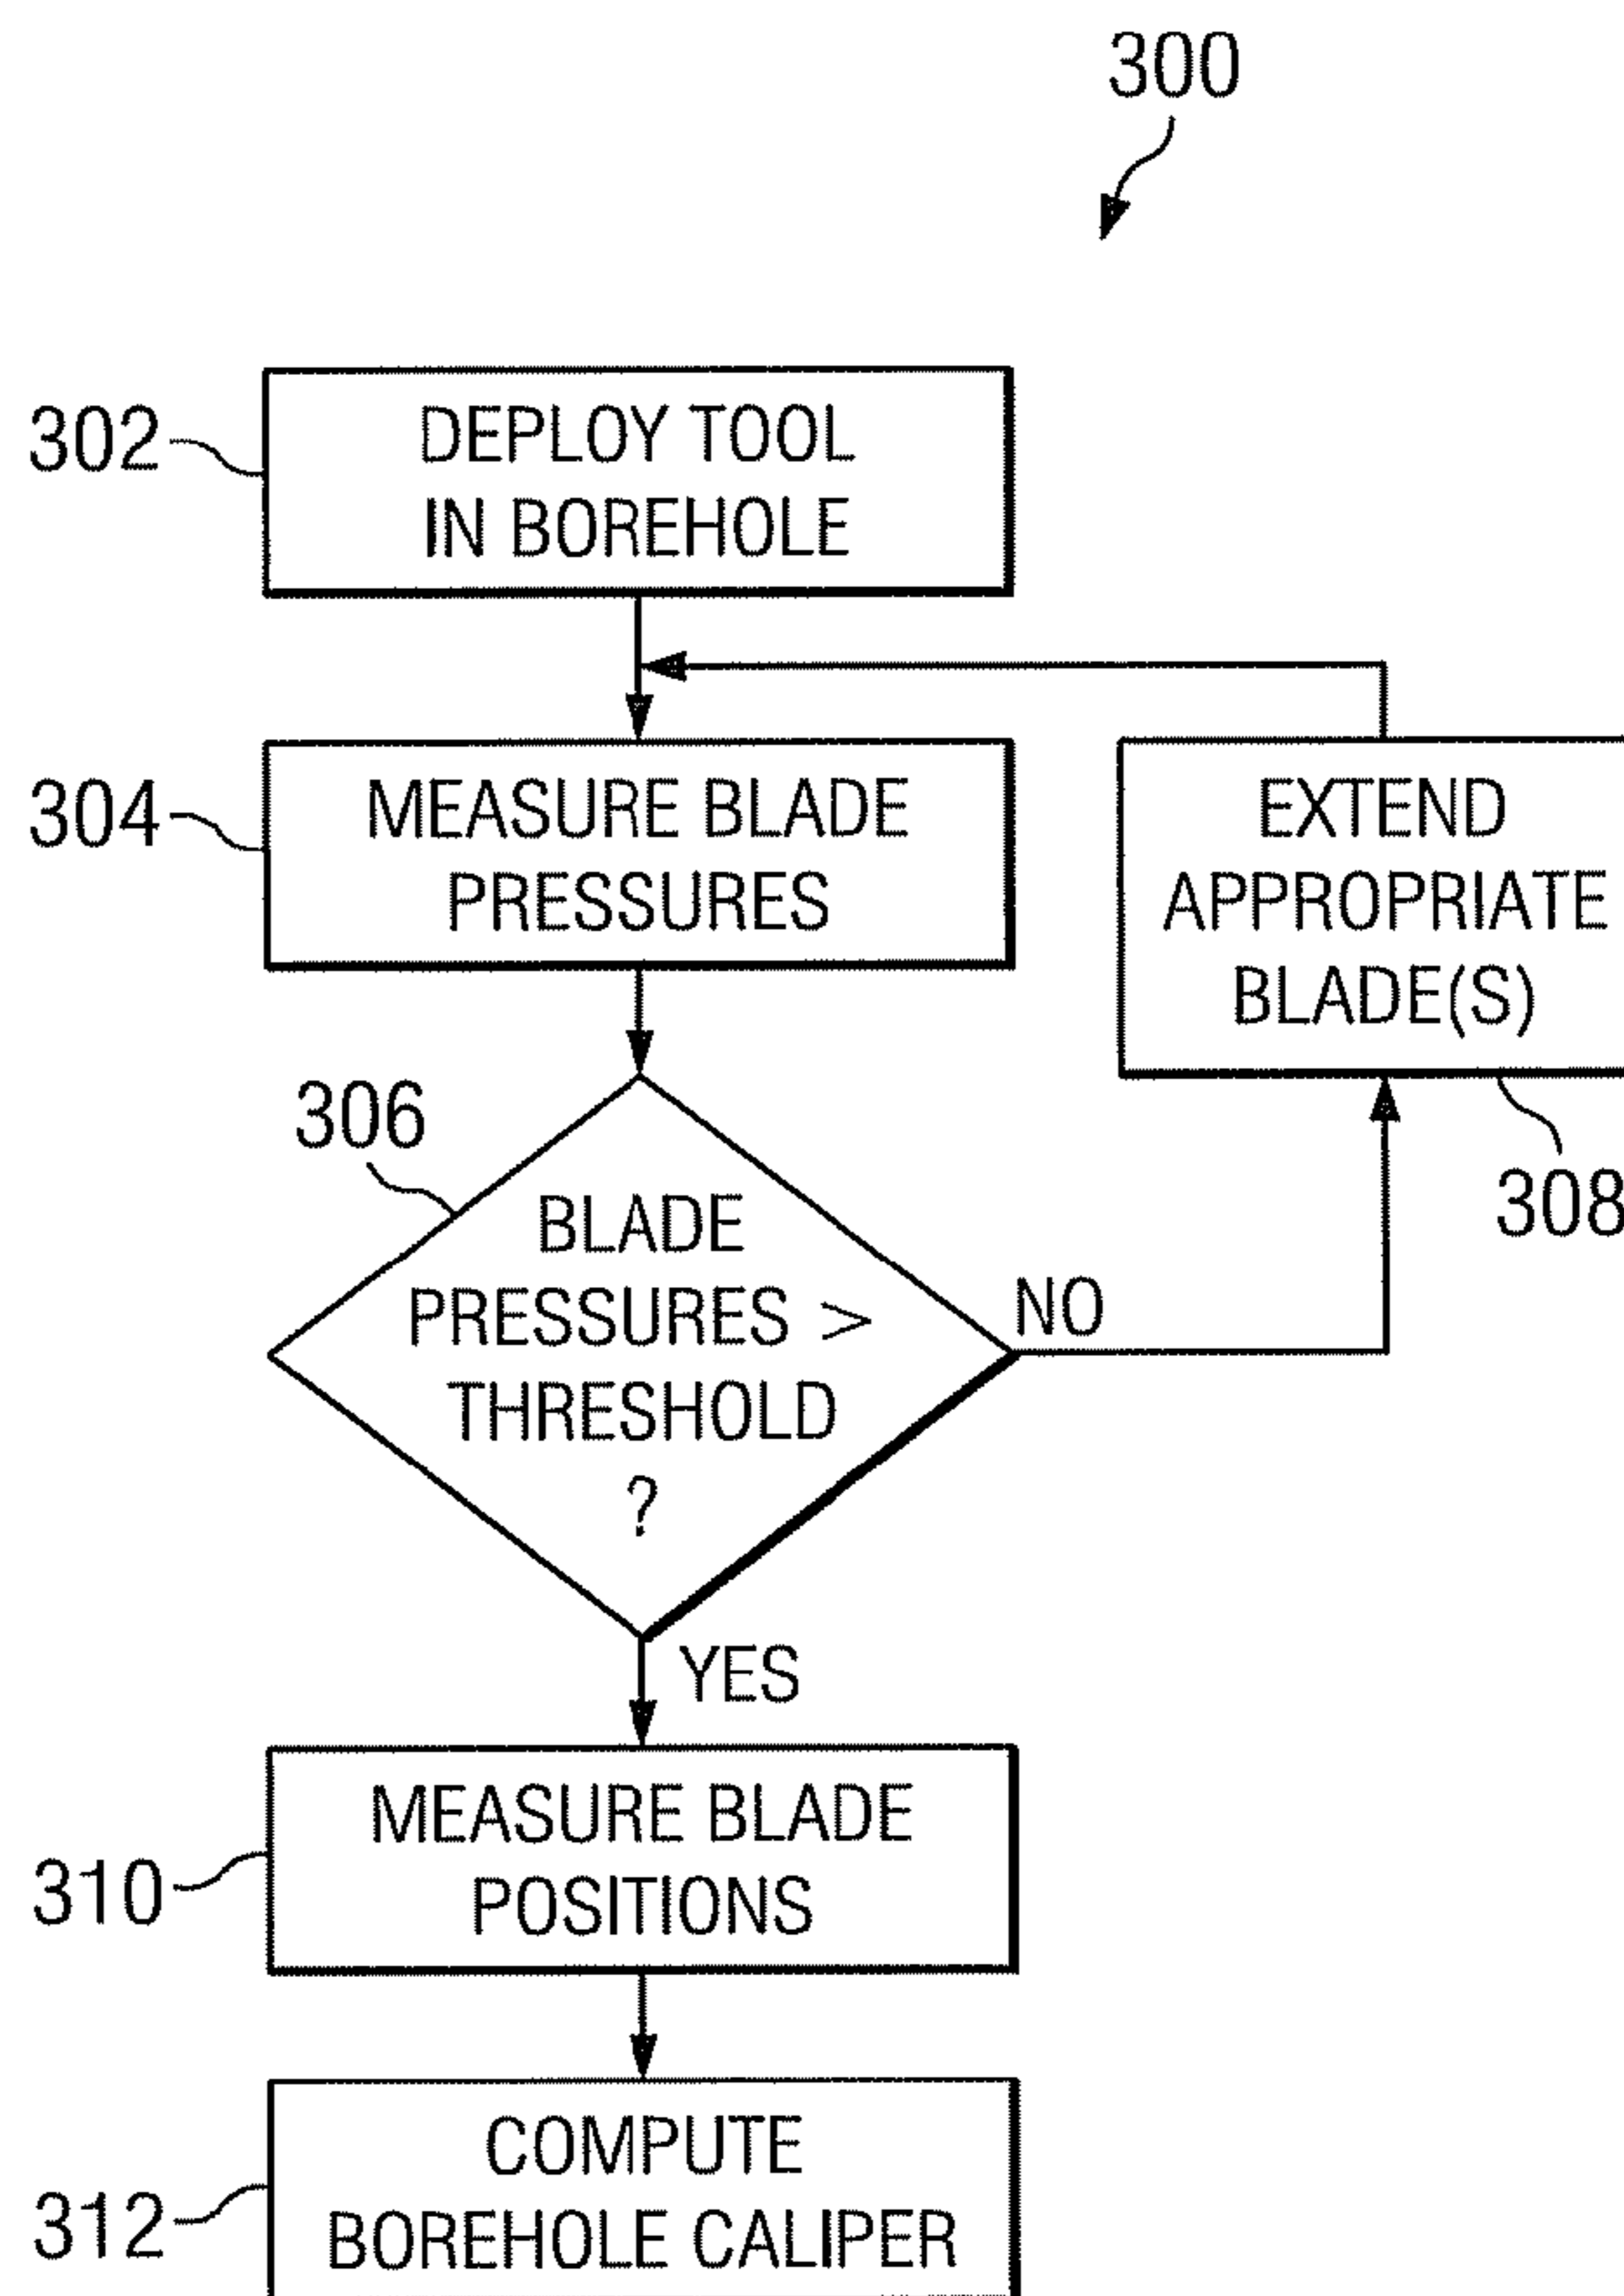 300
302
DEPLOY TOOL
IN BOREHOLE
304
MEASURE BLADE
PRESSURES
EXTEND
APPROPRIATE
BLADE(S)
308
306
BLADE
PRESSURES >
THRESHOLD
?
NO
YES
310
MEASURE BLADE
POSITIONS
312
COMPUTE
BOREHOLE CALIPER